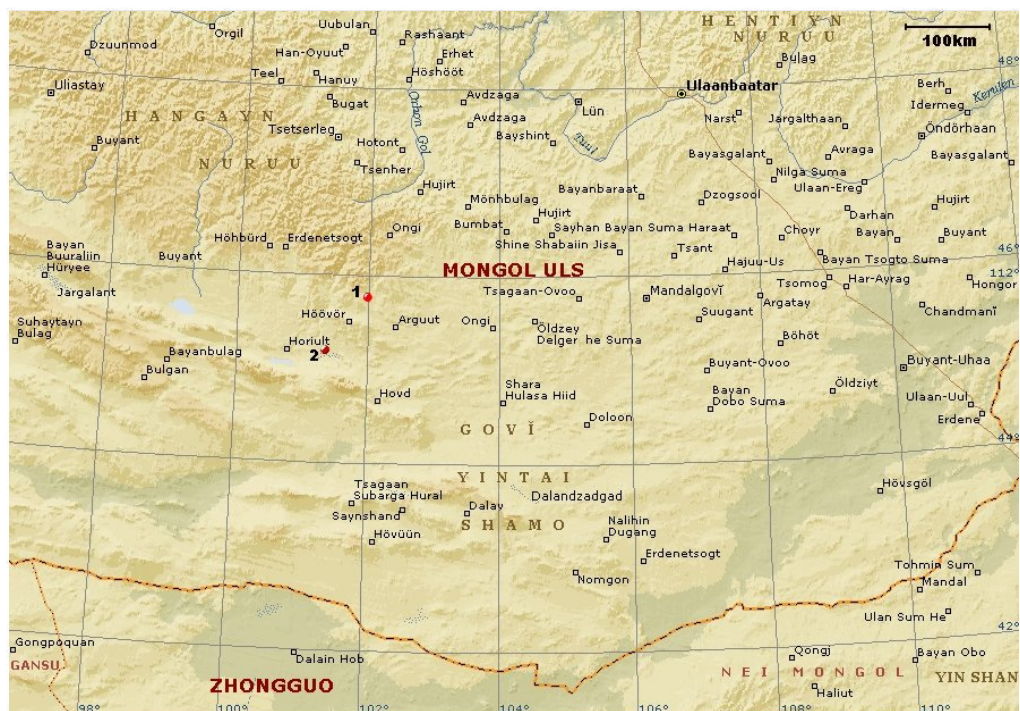 Uubulan
HENTIYN
NURUU
100km
Orgil
Rashaant
Dzuunmod
Han-Oyuut
Erhet
Bulag
48°
Teel
Hanuy
Höshööt
Uliastay
Ulaanbaatar
Berh
Kerulen
Bugat
Orhon Gol
Avdzaga
Lün
Idermeg
HANGAYN
Avdzaga
Narst
Jargalthaan
Öndörhaan
Tsetserleg
Tuul
Buyant
Hotont
Bayshint
NURUU
Tsenher
Bayasgalant
Avraga
Bayasgalant
Nilga Suma
Ulaan-Ereg
Hujirt
Bayanbaraat
Dzogsool
Mönhbulag
Darhan
Hujirt
Hujirt
Bumbat
Sayhan Bayan Suma Haraat
Choyr
Bayan
Buyant
Höhbürd
Erdenetsogt
Ongi
Shine Shabaiin Jisa
Tsant
Bayan
Buuraliin
Hüryee
Buyant
Hajuu-Us
Bayan Tsogto Suma
46°
MONGOL ULS
112°
Jargalant
1
Tsomog
Har-Ayrag
Hongor
Tsagaan-Ovoo
Mandalgovĭ
Argatay
Chandmanĭ
Suhaytayn
Bulag
Höövör
Arguut
Ongi
Öldzey
Delger he Suma
Suugant
Böhöt
Horiult
2
Bayanbulag
Bulgan
Buyant-Ovoo
Buyant-Uhaa
Hovd
Shara
Hulasa Hiid
Bayan
Dobo Suma
Öldziyt
Ulaan-Uul
Erdene
Doloon
GOVĬ
44°
YINTAI
Tsagaan
Subarga Hural
Dalandzadgad
Hövsgöl
Saynshand
Dalay
SHAMO
Nalihin
Dugang
Hövüün
Erdenetsogt
Nomgon
Tohmin Sum
Mandal
Ulan Sum He
42°
Gongpoquan
GANSU
Dalain Hob
Qongj
Bayan Obo
NEI MONGOL
YIN SHAN
ZHONGGUO
Haliut
98°
100°
102°
104°
106°
108°
110°